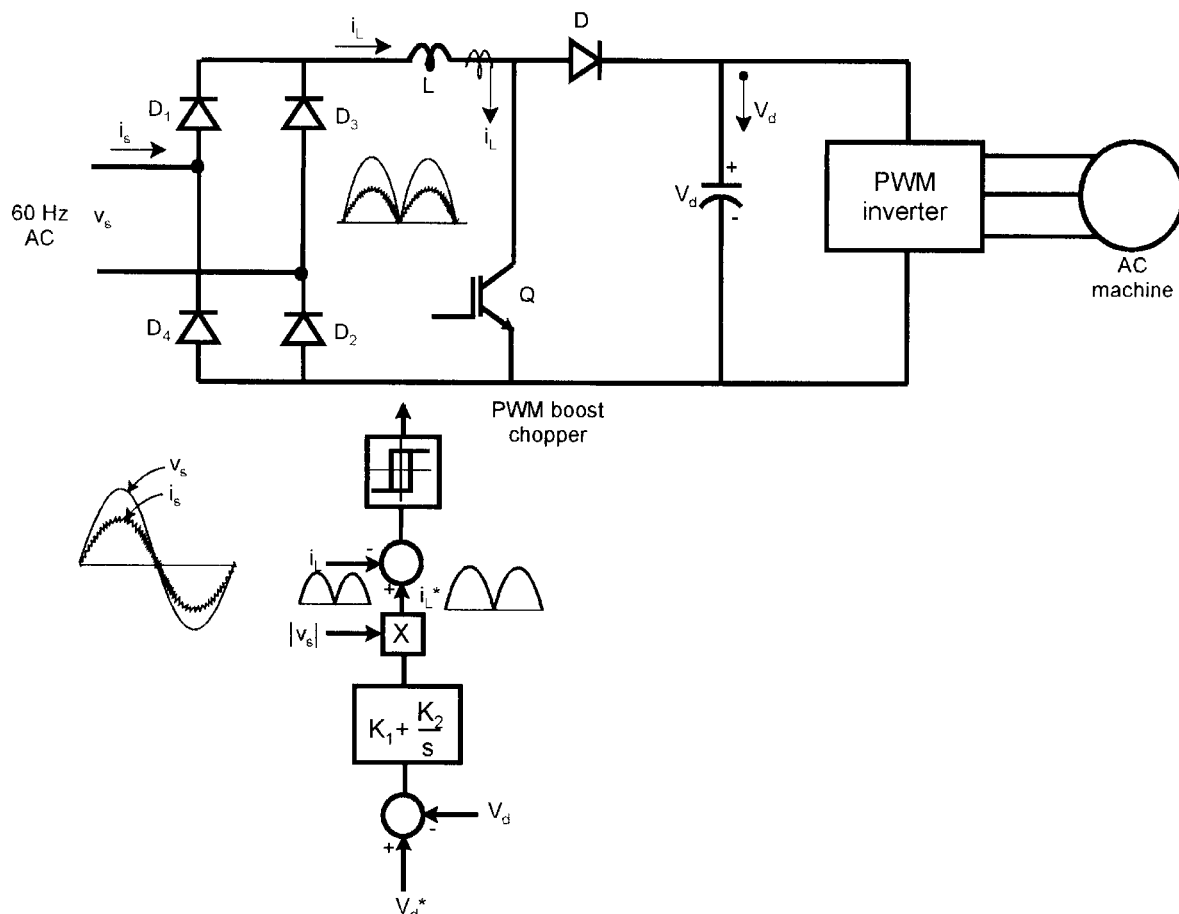 i_L
D
L
i_L
D_1
D_3
i_s
V_d
60 Hz
AC
v_s
V_d
+
-
PWM
inverter
AC
machine
Q
D_4
D_2
PWM boost
chopper
v_s
i_s
i_L
-
+
i_L*
|v_s|
X
K_1 + K_2/s
V_d
-
+
V_d*